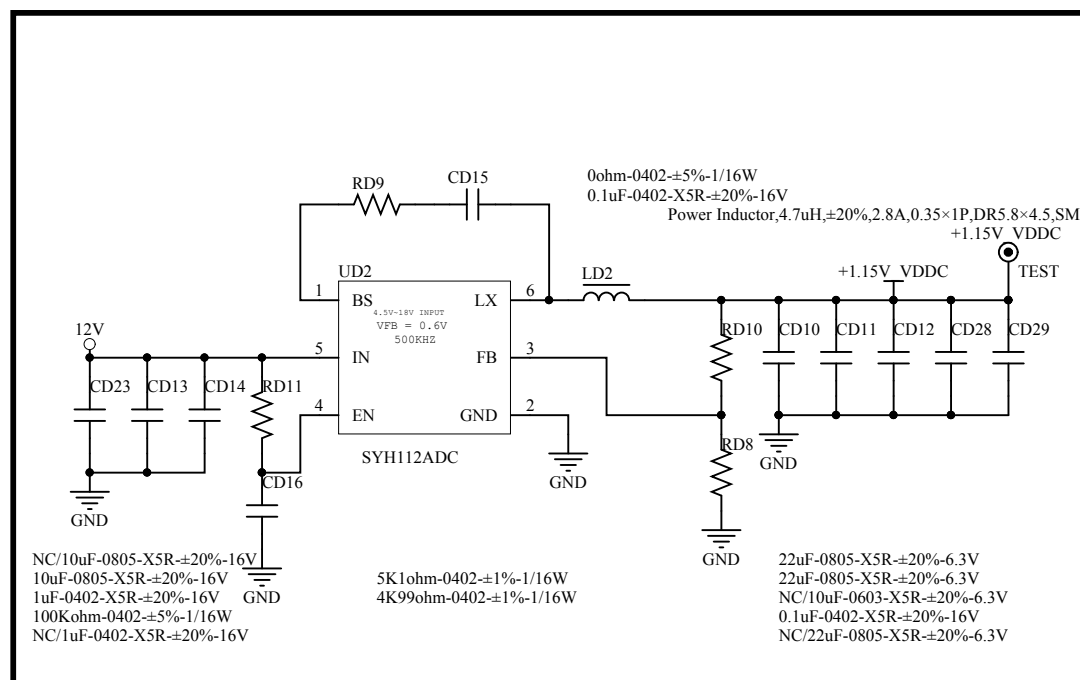 0ohm-0402-±5%-1/16W
0.1uF-0402-X5R-±20%-16V
Power Inductor,4.7uH,±20%,2.8A,0.35×1P,DR5.8×4.5,SM
RD9
CD15
+1.15V_VDDC
TEST
UD2
LD2
+1.15V_VDDC
1
BS
LX
6
4.5V-18V INPUT
VFB = 0.6V
500KHZ
12V
5
IN
FB
3
RD10
CD10
CD11
CD12
CD28
CD29
CD23
CD13
CD14
RD11
4
EN
GND
2
SYH112ADC
RD8
GND
GND
CD16
GND
GND
GND
NC/10uF-0805-X5R-±20%-16V
10uF-0805-X5R-±20%-16V
1uF-0402-X5R-±20%-16V
100Kohm-0402-±5%-1/16W
NC/1uF-0402-X5R-±20%-16V
5K1ohm-0402-±1%-1/16W
4K99ohm-0402-±1%-1/16W
22uF-0805-X5R-±20%-6.3V
22uF-0805-X5R-±20%-6.3V
NC/10uF-0603-X5R-±20%-6.3V
0.1uF-0402-X5R-±20%-16V
NC/22uF-0805-X5R-±20%-6.3V